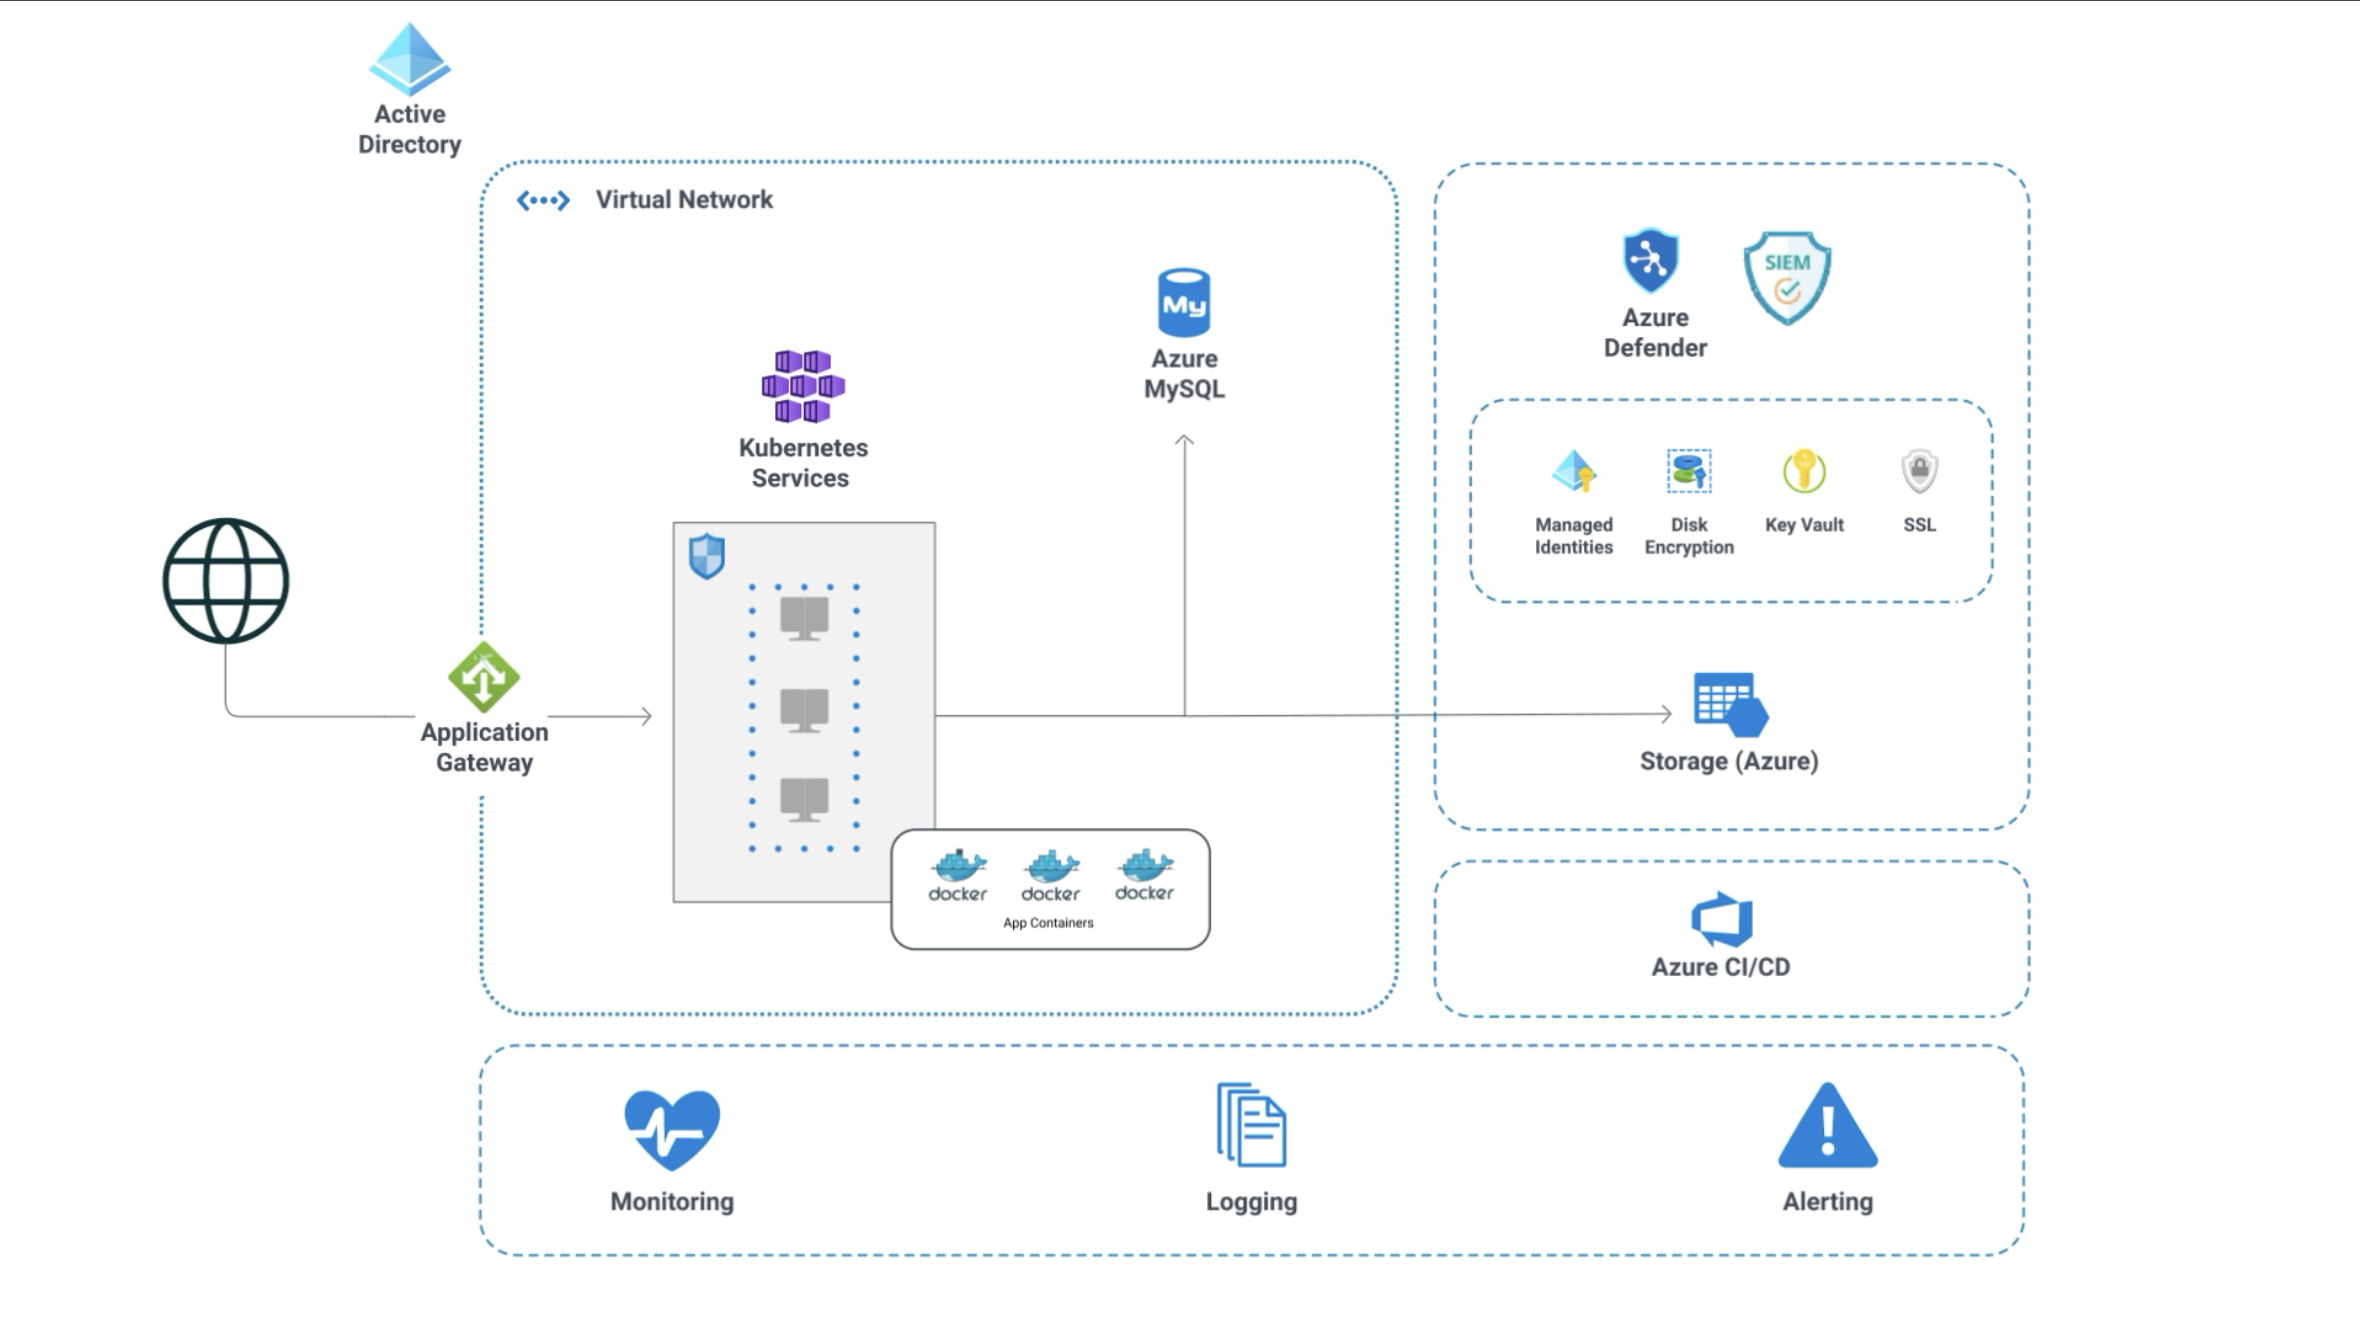 Active
Directory
Virtual Network
My
Azure
MySQL
Kubernetes
Services
Application
Gateway
docker
docker
docker
App Containers
SIEM
Azure
Defender
Managed
Identities
Disk
Encryption
Key Vault
SSL
Storage (Azure)
Azure CI/CD
Monitoring
Logging
Alerting